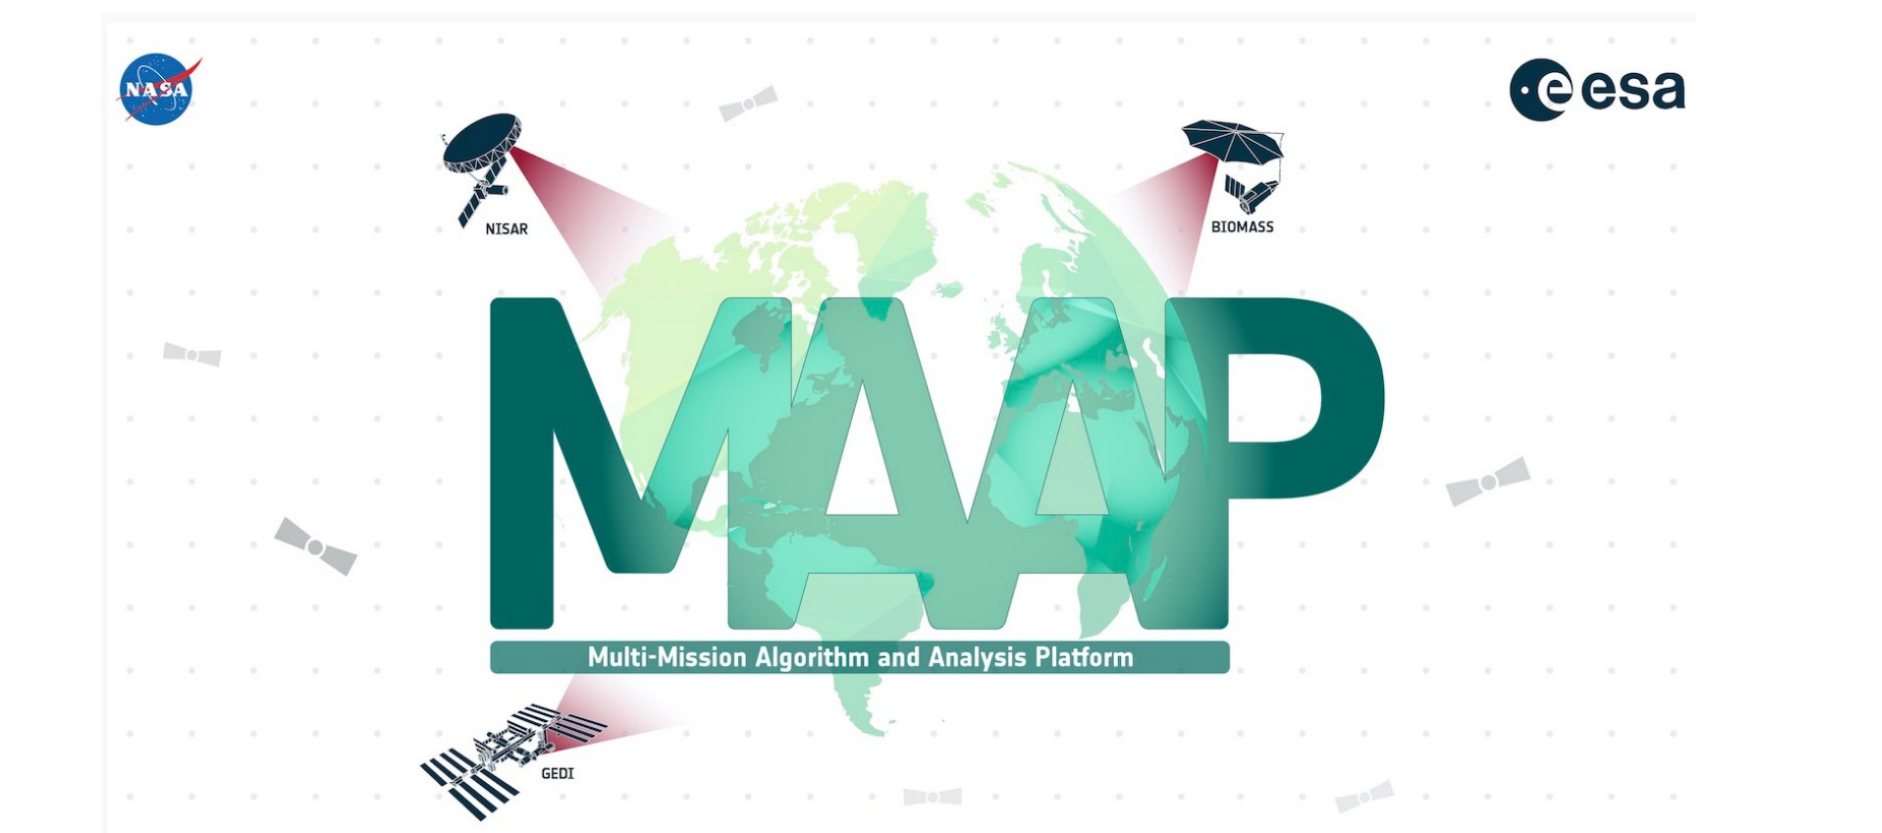 NASA
esa
NISAR
BIOMASS
MAAP
Multi-Mission Algorithm and Analysis Platform
GEDI